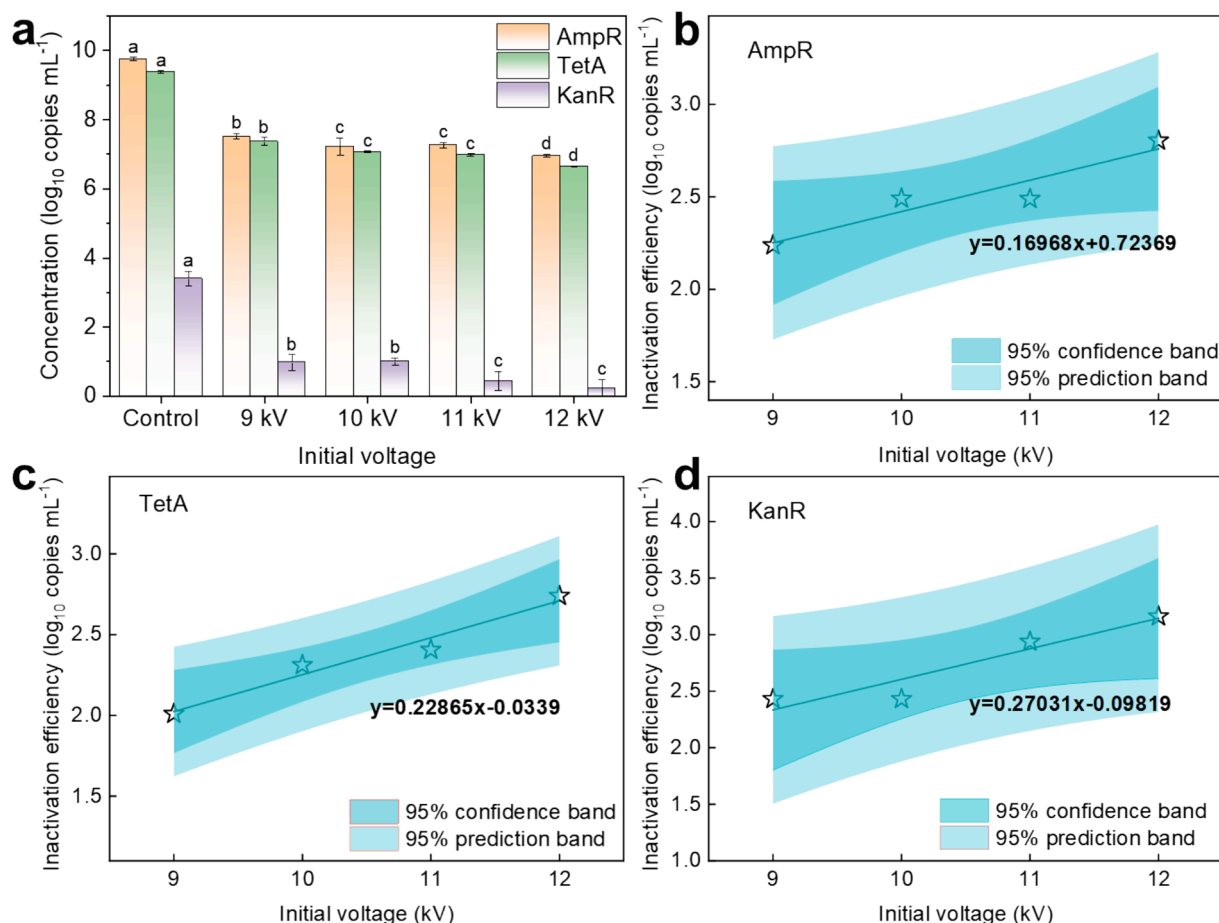 a
AmpR
TetA
KanR
Concentration (log₁₀ copies mL⁻¹)
10
8
6
4
2
0
a a a
b b b
c c b
c c c
d d c
Control 9 kV 10 kV 11 kV 12 kV
Initial voltage
b
AmpR
Inactivation efficiency (log₁₀ copies mL⁻¹)
3.0
2.5
2.0
1.5
y=0.16968x+0.72369
95% confidence band
95% prediction band
9 10 11 12
Initial voltage (kV)
c
TetA
Inactivation efficiency (log₁₀ copies mL⁻¹)
3.0
2.5
2.0
1.5
y=0.22865x-0.0339
95% confidence band
95% prediction band
9 10 11 12
Initial voltage (kV)
d
KanR
Inactivation efficiency (log₁₀ copies mL⁻¹)
4.0
3.5
3.0
2.5
2.0
1.5
1.0
y=0.27031x-0.09819
95% confidence band
95% prediction band
9 10 11 12
Initial voltage (kV)